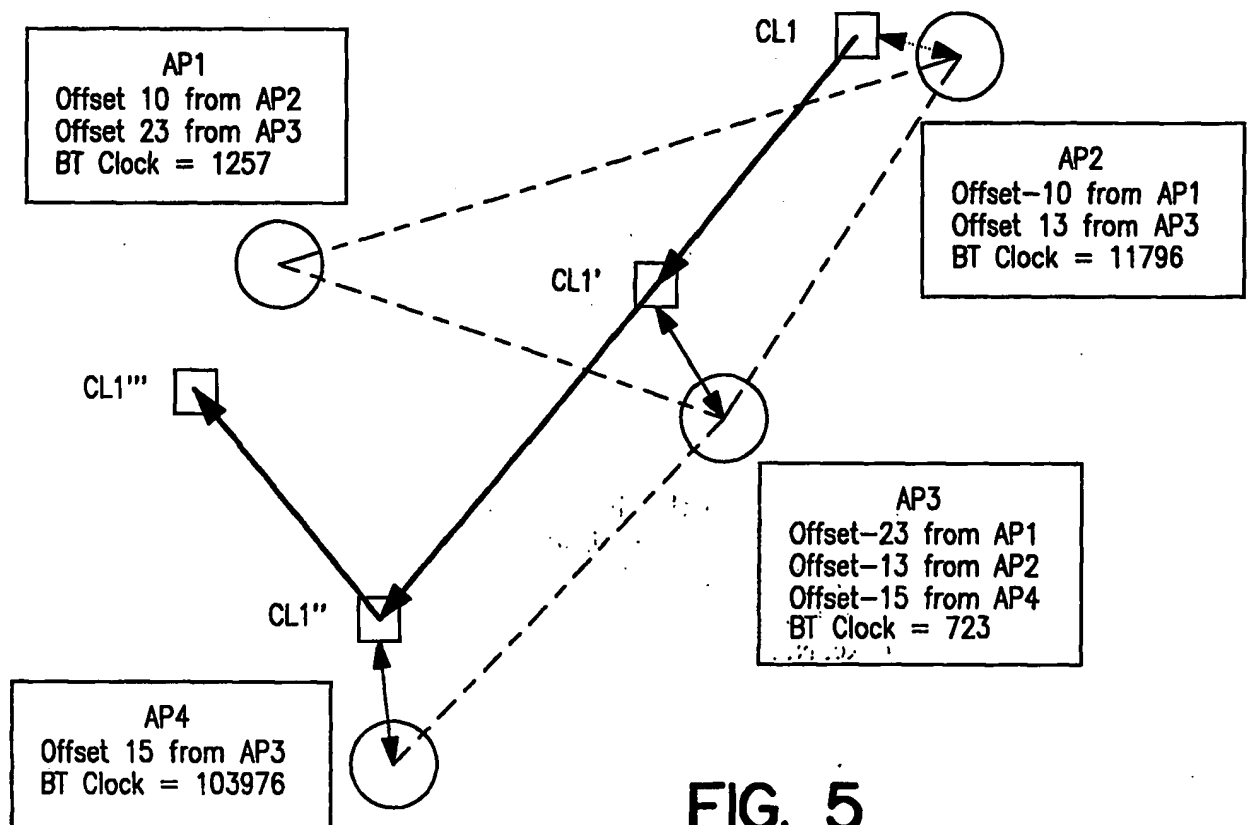 CL1
AP1
Offset 10 from AP2
Offset 23 from AP3
BT Clock = 1257
AP2
Offset-10 from AP1
Offset 13 from AP3
BT Clock = 11796
CL1'
CL1'''
AP3
Offset-23 from AP1
Offset-13 from AP2
Offset-15 from AP4
BT Clock = 723
CL1''
AP4
Offset 15 from AP3
BT Clock = 103976
FIG. 5